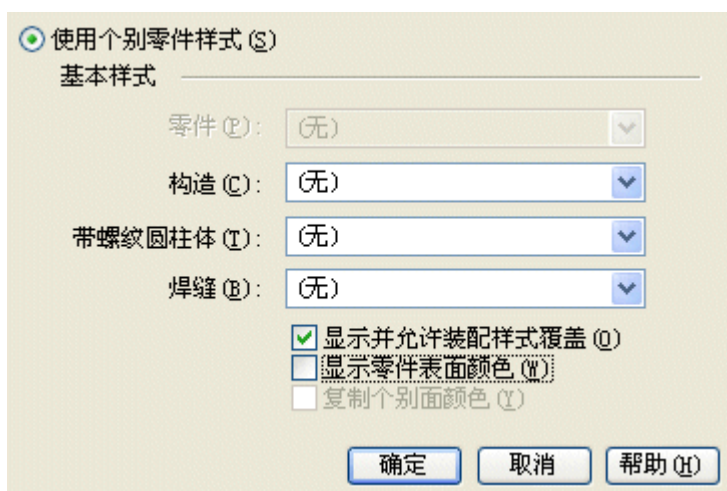 使用个别零件样式(S)
基本样式
零件(P): (无)
构造(C): (无)
带螺纹圆柱体(T): (无)
焊缝(B): (无)
显示并允许装配样式覆盖(O)
显示零件表面颜色(W)
复制个别面颜色(Y)
确定 取消 帮助(H)